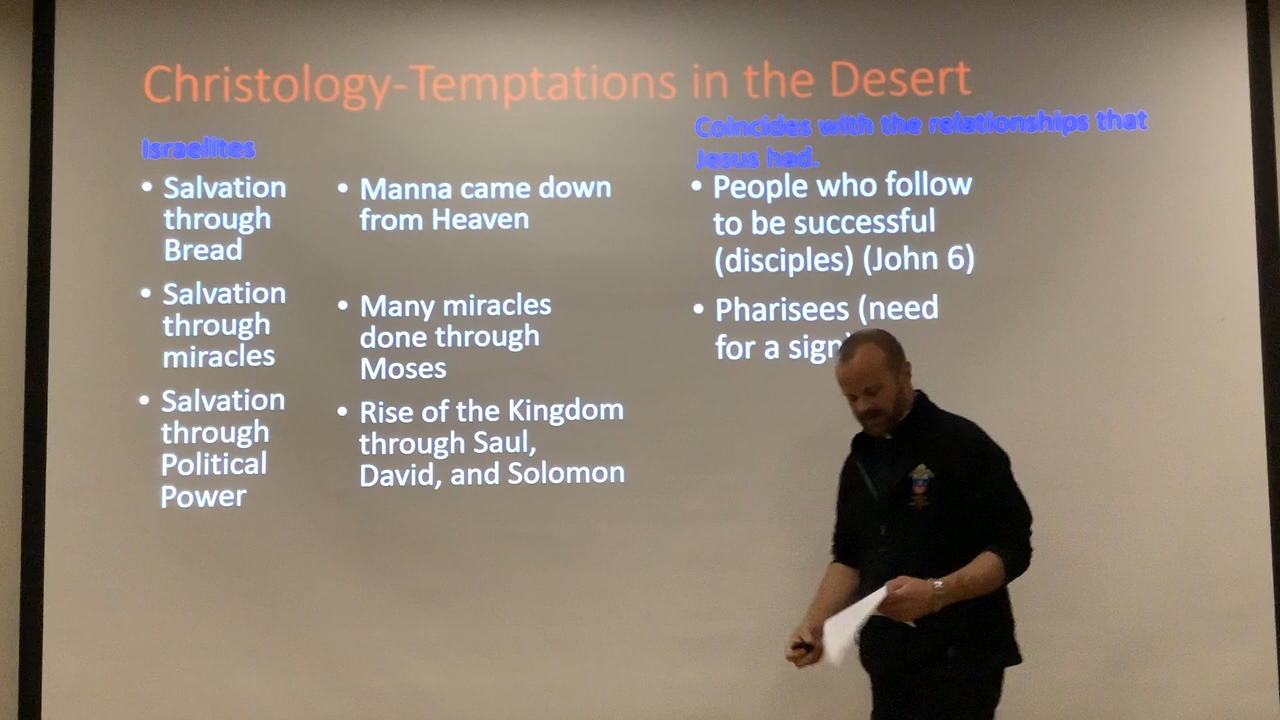 Christology-Temptations in the Desert
Israelites
• Salvation
through
Bread
• Salvation
through
miracles
• Salvation
through
Political
Power
• Manna came down
from Heaven
• Many miracles
done through
Moses
• Rise of the Kingdom
through Saul,
David, and Solomon
Coincides with the relationships that
Jesus had.
• People who follow
to be successful
(disciples) (John 6)
• Pharisees (need
for a sign)